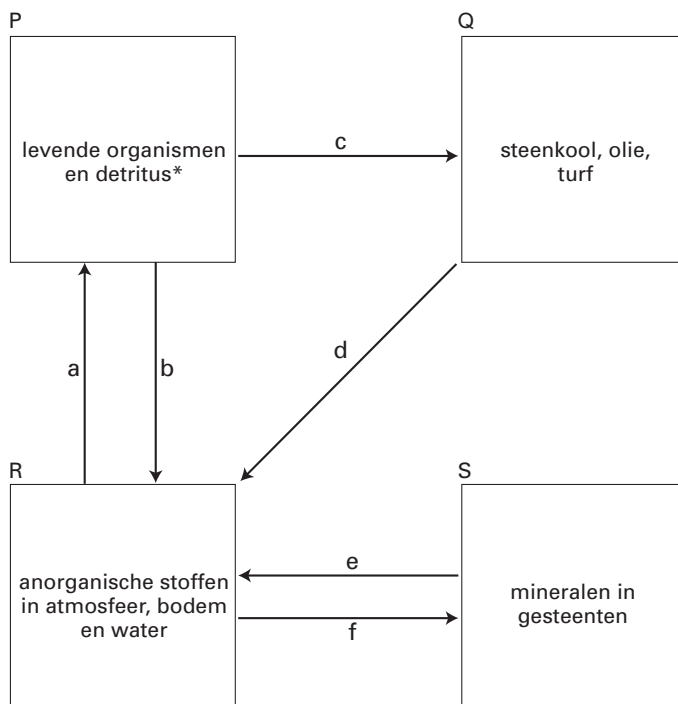 P
Q
levende organismen
en detritus*
c
steenkool, olie,
turf
a
b
d
R
S
anorganische stoffen
in atmosfeer, bodem
en water
e
f
mineralen in
gesteenten